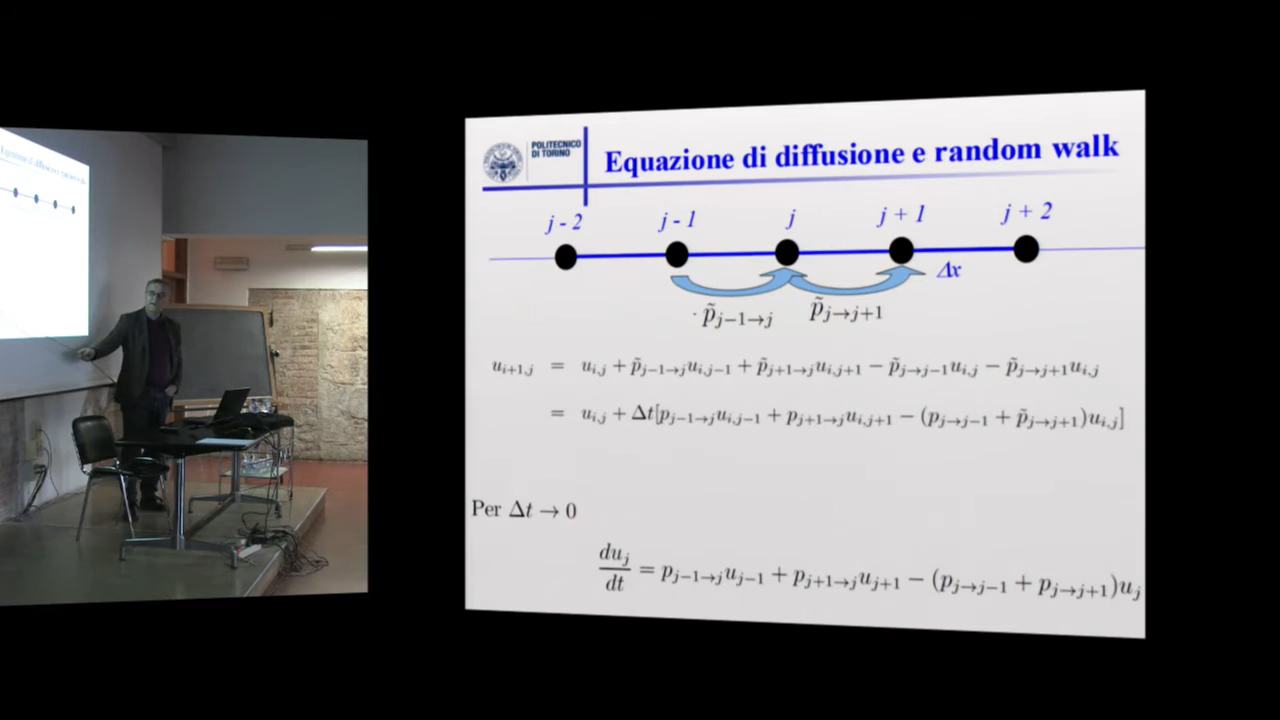 POLITECNICO
DI TORINO
Equazione di diffusione e random walk
j - 2 j - 1 j j + 1 j + 2
Δx
p̃_{j−1→j} p̃_{j→j+1}
u_{i+1,j} = u_{i,j} + p̃_{j−1→j}u_{i,j−1} + p̃_{j+1→j}u_{i,j+1} − p̃_{j→j−1}u_{i,j} − p̃_{j→j+1}u_{i,j}
= u_{i,j} + Δt[p_{j−1→j}u_{i,j−1} + p_{j+1→j}u_{i,j+1} − (p_{j→j−1} + p̃_{j→j+1})u_{i,j}]
Per Δt → 0
du_j/dt = p_{j−1→j}u_{j−1} + p_{j+1→j}u_{j+1} − (p_{j→j−1} + p_{j→j+1})u_j